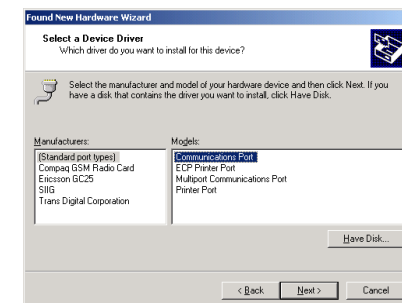 Found New Hardware Wizard
Select a Device Driver
Which driver do you want to install for this device?
Select the manufacturer and model of your hardware device and then click Next. If you
have a disk that contains the driver you want to install, click Have Disk.
Manufacturers:
(Standard port types)
Compaq GSM Radio Card
Ericsson GC25
SIIG
Trans Digital Corporation
Models:
Communications Port
ECP Printer Port
Multiport Communications Port
Printer Port
Have Disk...
< Back
Next >
Cancel